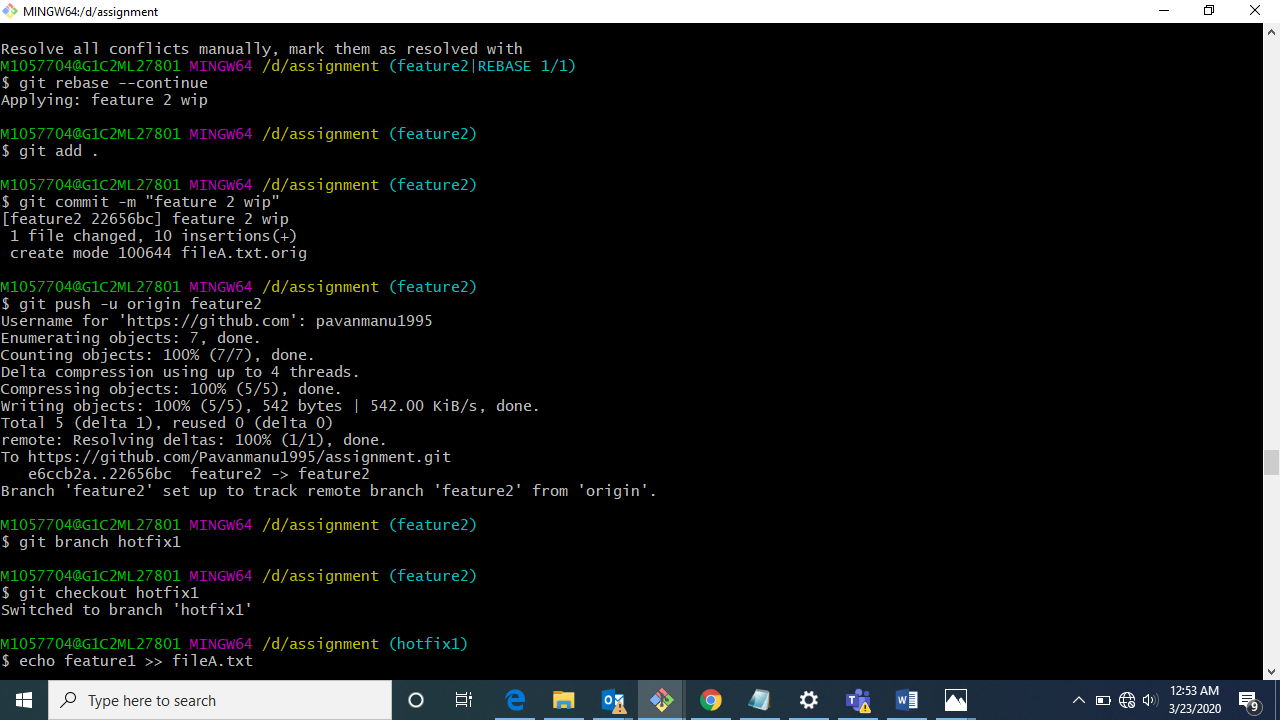 MINGW64:/d/assignment
Resolve all conflicts manually, mark them as resolved with
M1057704@G1C2ML27801 MINGW64 /d/assignment (feature2|REBASE 1/1)
$ git rebase --continue
Applying: feature 2 wip
M1057704@G1C2ML27801 MINGW64 /d/assignment (feature2)
$ git add .
M1057704@G1C2ML27801 MINGW64 /d/assignment (feature2)
$ git commit -m "feature 2 wip"
[feature2 22656bc] feature 2 wip
 1 file changed, 10 insertions(+)
 create mode 100644 fileA.txt.orig
M1057704@G1C2ML27801 MINGW64 /d/assignment (feature2)
$ git push -u origin feature2
Username for 'https://github.com': pavanmanu1995
Enumerating objects: 7, done.
Counting objects: 100% (7/7), done.
Delta compression using up to 4 threads.
Compressing objects: 100% (5/5), done.
Writing objects: 100% (5/5), 542 bytes | 542.00 KiB/s, done.
Total 5 (delta 1), reused 0 (delta 0)
remote: Resolving deltas: 100% (1/1), done.
To https://github.com/Pavanmanu1995/assignment.git
   e6ccb2a..22656bc  feature2 -> feature2
Branch 'feature2' set up to track remote branch 'feature2' from 'origin'.
M1057704@G1C2ML27801 MINGW64 /d/assignment (feature2)
$ git branch hotfix1
M1057704@G1C2ML27801 MINGW64 /d/assignment (feature2)
$ git checkout hotfix1
Switched to branch 'hotfix1'
M1057704@G1C2ML27801 MINGW64 /d/assignment (hotfix1)
$ echo feature1 >> fileA.txt
Type here to search
12:53 AM
3/23/2020
9